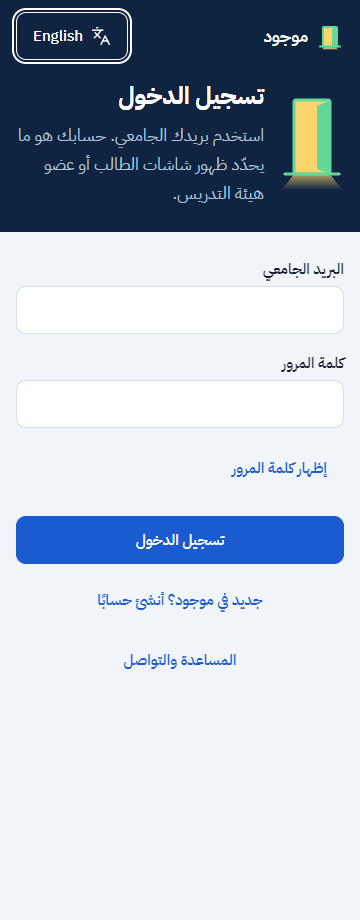 موجود
English
تسجيل الدخول
استخدم بريدك الجامعي. حسابك هو ما
يحدّد ظهور شاشات الطالب أو عضو
هيئة التدريس.
البريد الجامعي
كلمة المرور
إظهار كلمة المرور
تسجيل الدخول
جديد في موجود؟ أنشئ حسابًا
المساعدة والتواصل